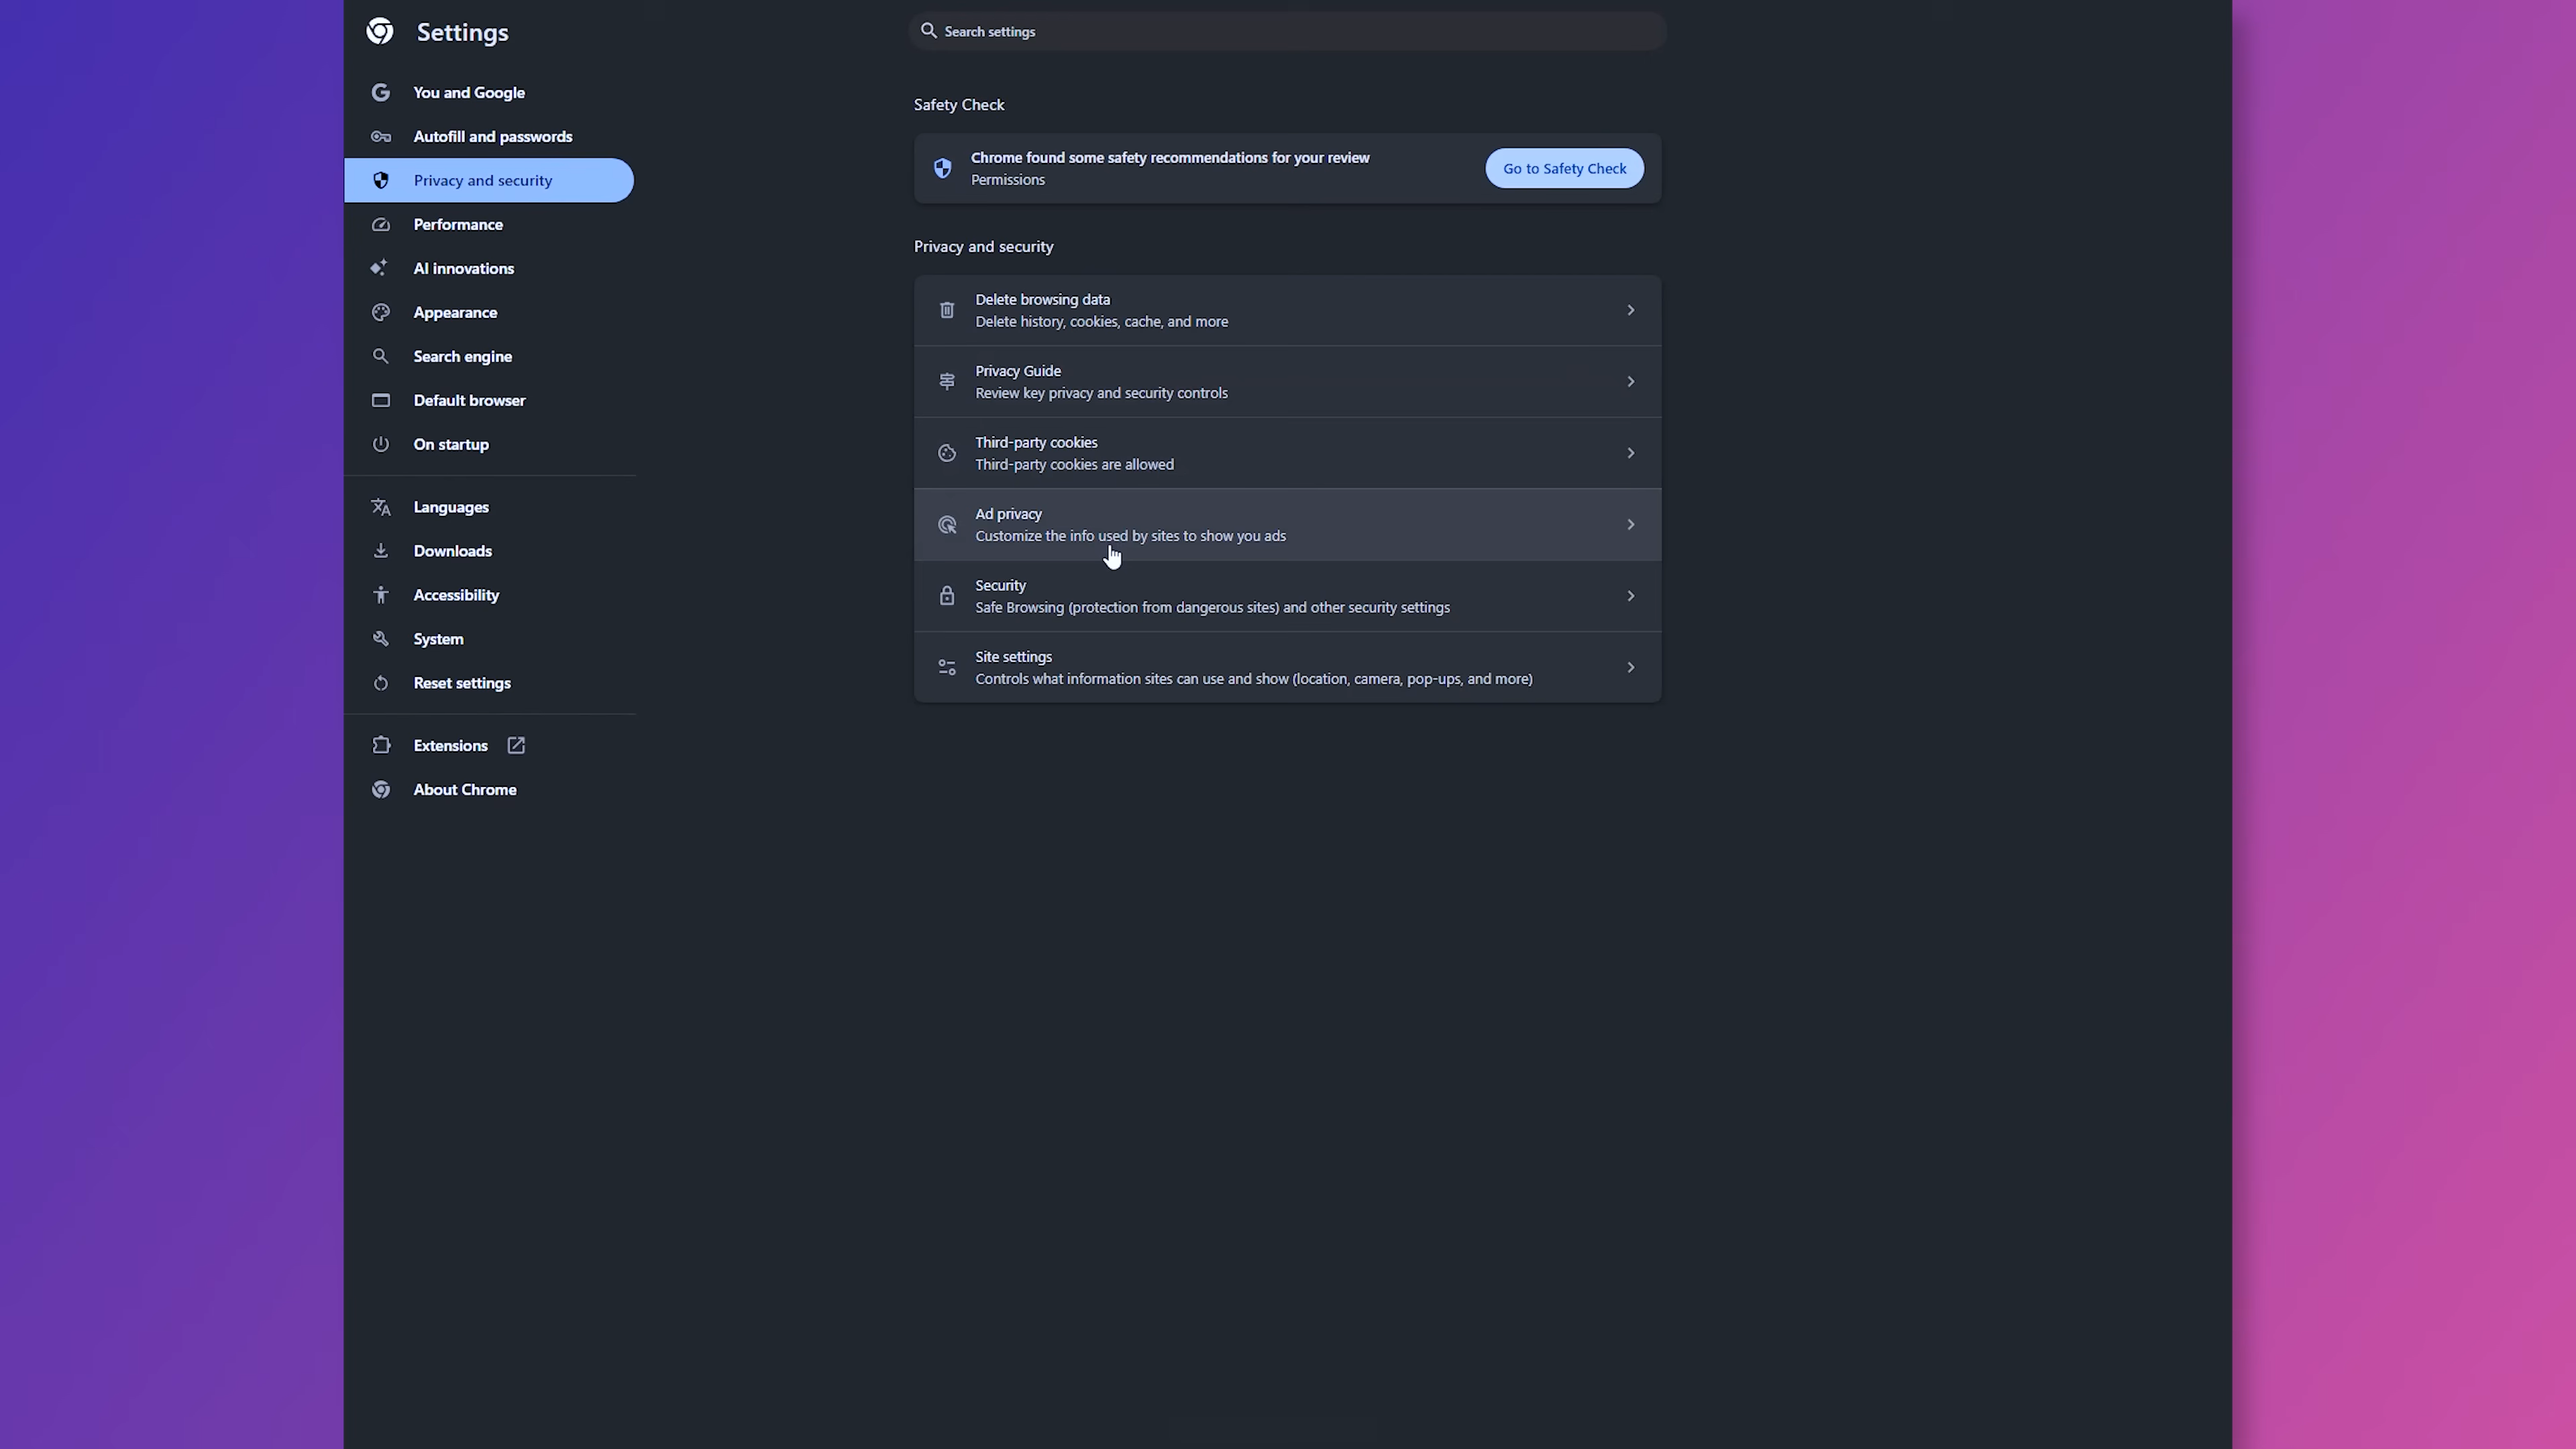 Settings
Search settings
You and Google
Autofill and passwords
Privacy and security
Performance
AI innovations
Appearance
Search engine
Default browser
On startup
Languages
Downloads
Accessibility
System
Reset settings
Extensions
About Chrome
Safety Check
Chrome found some safety recommendations for your review
Permissions
Go to Safety Check
Privacy and security
Delete browsing data
Delete history, cookies, cache, and more
Privacy Guide
Review key privacy and security controls
Third-party cookies
Third-party cookies are allowed
Ad privacy
Customize the info used by sites to show you ads
Security
Safe Browsing (protection from dangerous sites) and other security settings
Site settings
Controls what information sites can use and show (location, camera, pop-ups, and more)